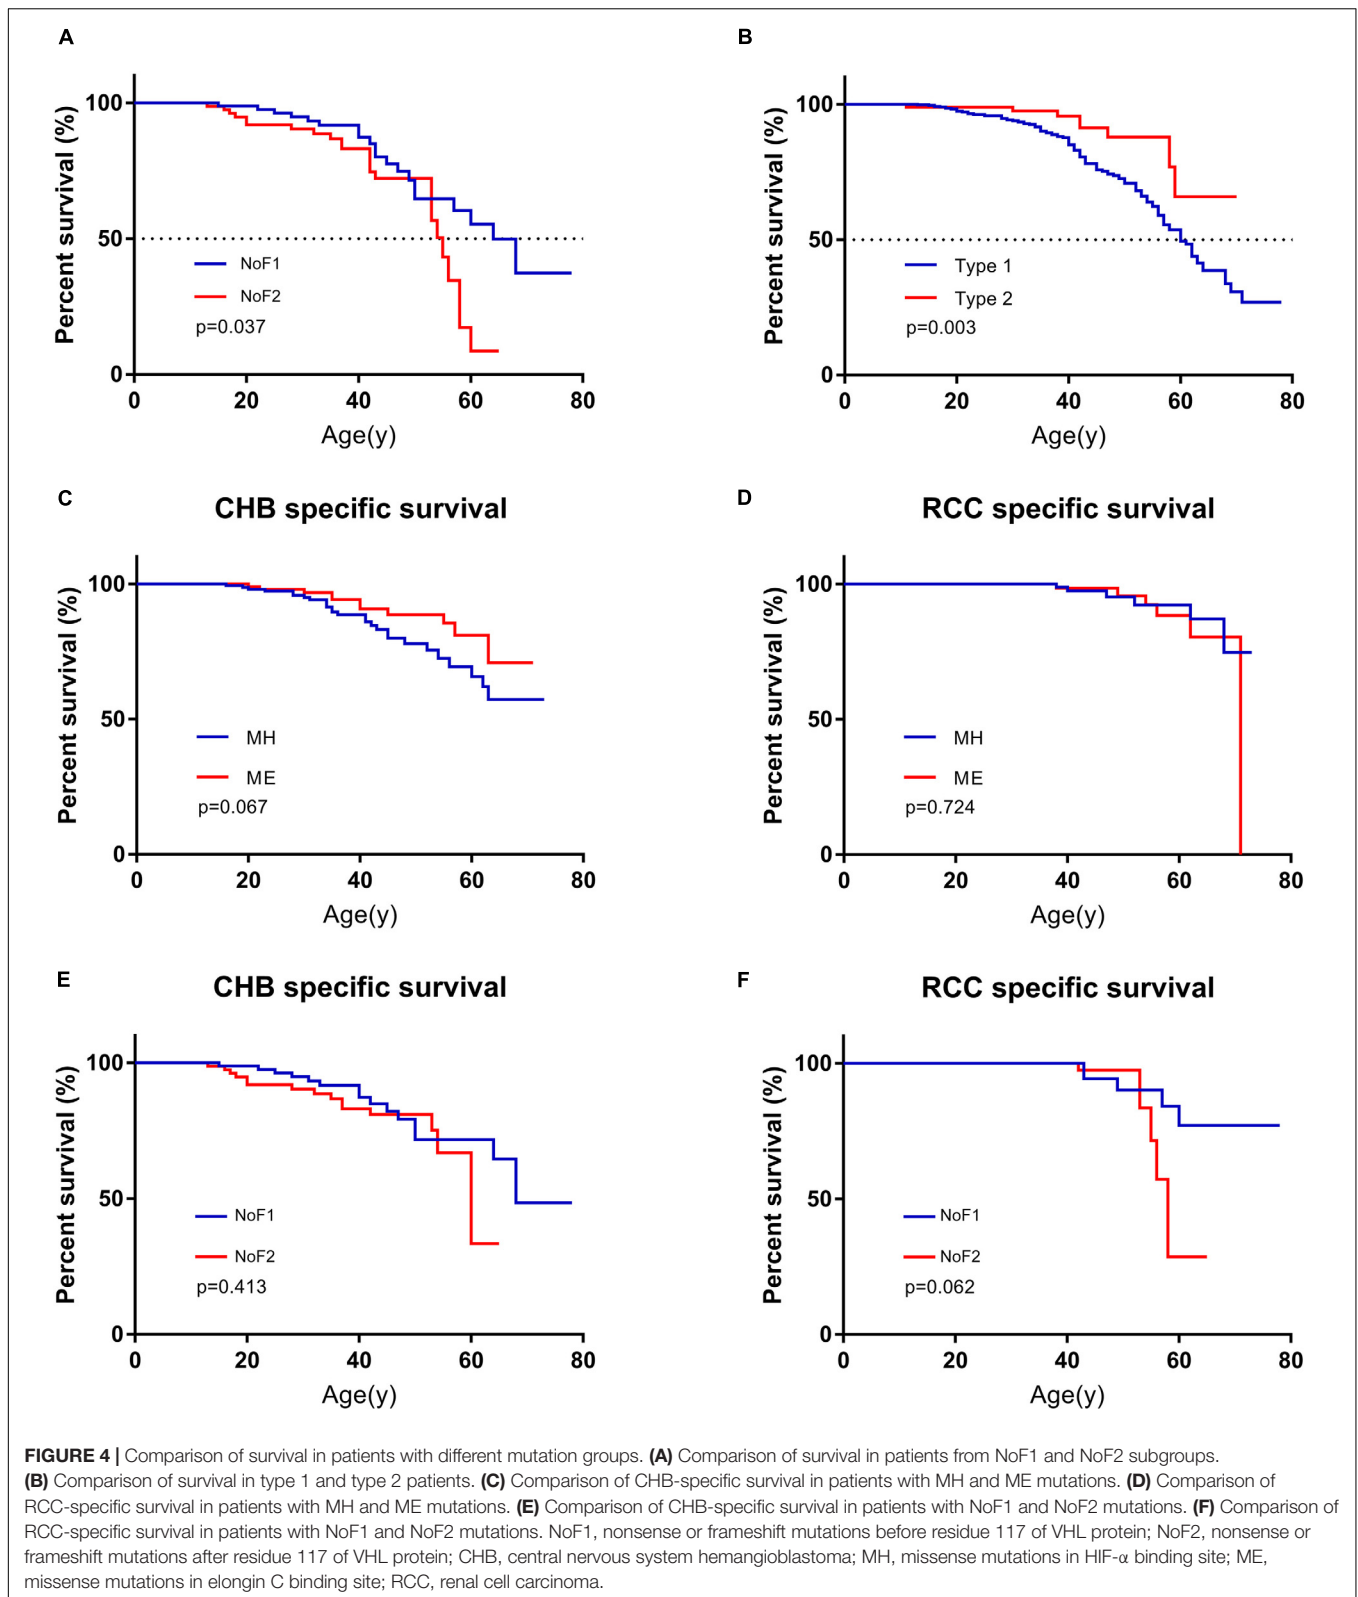 A
Percent survival (%)
100
50
0
NoF1
NoF2
p=0.037
0 20 40 60 80
Age(y)
B
Percent survival (%)
100
50
0
Type 1
Type 2
p=0.003
0 20 40 60 80
Age(y)
C
CHB specific survival
Percent survival (%)
100
50
0
MH
ME
p=0.067
0 20 40 60 80
Age(y)
D
RCC specific survival
Percent survival (%)
100
50
0
MH
ME
p=0.724
0 20 40 60 80
Age(y)
E
CHB specific survival
Percent survival (%)
100
50
0
NoF1
NoF2
p=0.413
0 20 40 60 80
Age(y)
F
RCC specific survival
Percent survival (%)
100
50
0
NoF1
NoF2
p=0.062
0 20 40 60 80
Age(y)
FIGURE 4 | Comparison of survival in patients with different mutation groups. (A) Comparison of survival in patients from NoF1 and NoF2 subgroups.
(B) Comparison of survival in type 1 and type 2 patients. (C) Comparison of CHB-specific survival in patients with MH and ME mutations. (D) Comparison of
RCC-specific survival in patients with MH and ME mutations. (E) Comparison of CHB-specific survival in patients with NoF1 and NoF2 mutations. (F) Comparison of
RCC-specific survival in patients with NoF1 and NoF2 mutations. NoF1, nonsense or frameshift mutations before residue 117 of VHL protein; NoF2, nonsense or
frameshift mutations after residue 117 of VHL protein; CHB, central nervous system hemangioblastoma; MH, missense mutations in HIF-α binding site; ME,
missense mutations in elongin C binding site; RCC, renal cell carcinoma.